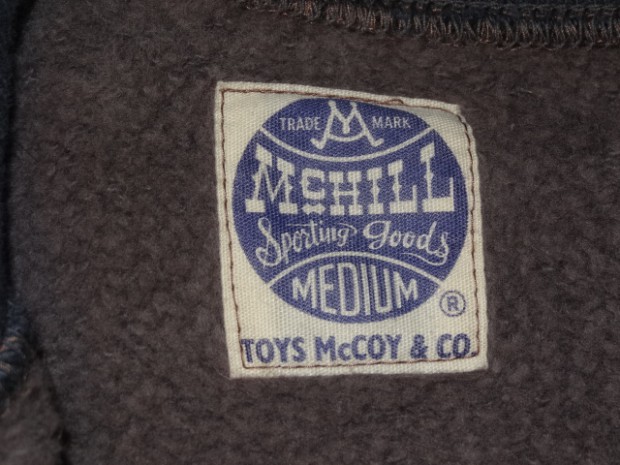 TRADE M MARK
McHILL
Sporting Goods
MEDIUM
®
TOYS McCOY & CO.